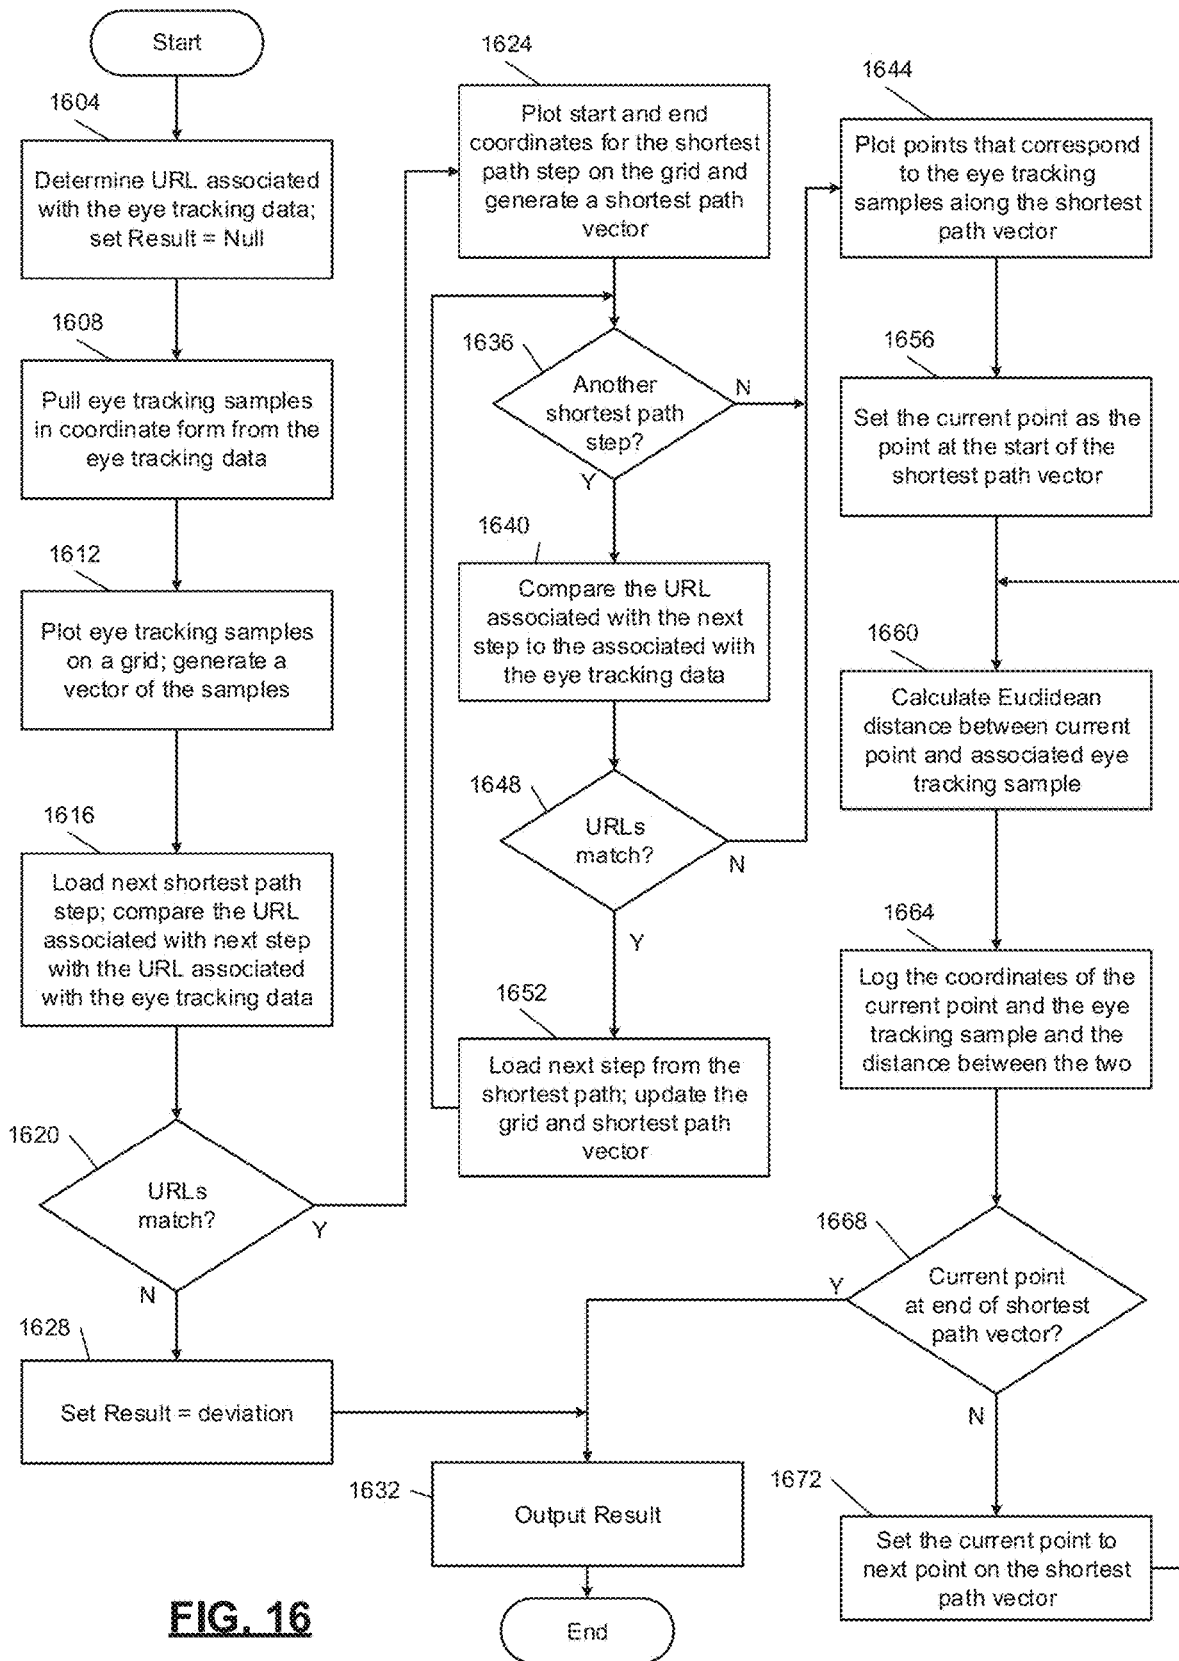 Start
1604
Determine URL associated
with the eye tracking data;
set Result = Null
1608
Pull eye tracking samples
in coordinate form from the
eye tracking data
1612
Plot eye tracking samples
on a grid; generate a
vector of the samples
1616
Load next shortest path
step; compare the URL
associated with next step
with the URL associated
with the eye tracking data
1620
URLs
match?
Y
N
1628
Set Result = deviation
1624
Plot start and end
coordinates for the shortest
path step on the grid and
generate a shortest path
vector
1636
Another
shortest path
step?
N
Y
1640
Compare the URL
associated with the next
step to the associated with
the eye tracking data
1648
URLs
match?
N
Y
1652
Load next step from the
shortest path; update the
grid and shortest path
vector
1644
Plot points that correspond
to the eye tracking
samples along the shortest
path vector
1656
Set the current point as the
point at the start of the
shortest path vector
1660
Calculate Euclidean
distance between current
point and associated eye
tracking sample
1664
Log the coordinates of the
current point and the eye
tracking sample and the
distance between the two
1668
Current point
at end of shortest
path vector?
Y
N
1672
Set the current point to
next point on the shortest
path vector
1632
Output Result
End
FIG. 16